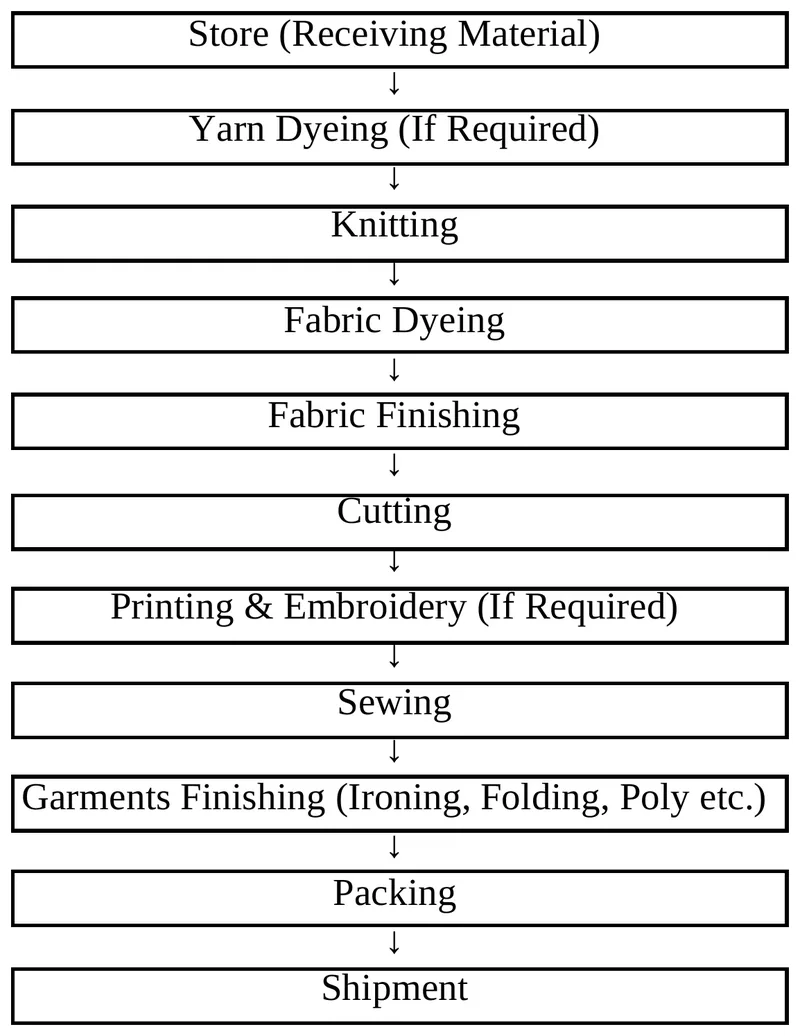 Store (Receiving Material)
↓
Yarn Dyeing (If Required)
↓
Knitting
↓
Fabric Dyeing
↓
Fabric Finishing
↓
Cutting
↓
Printing & Embroidery (If Required)
↓
Sewing
↓
Garments Finishing (Ironing, Folding, Poly etc.)
↓
Packing
↓
Shipment